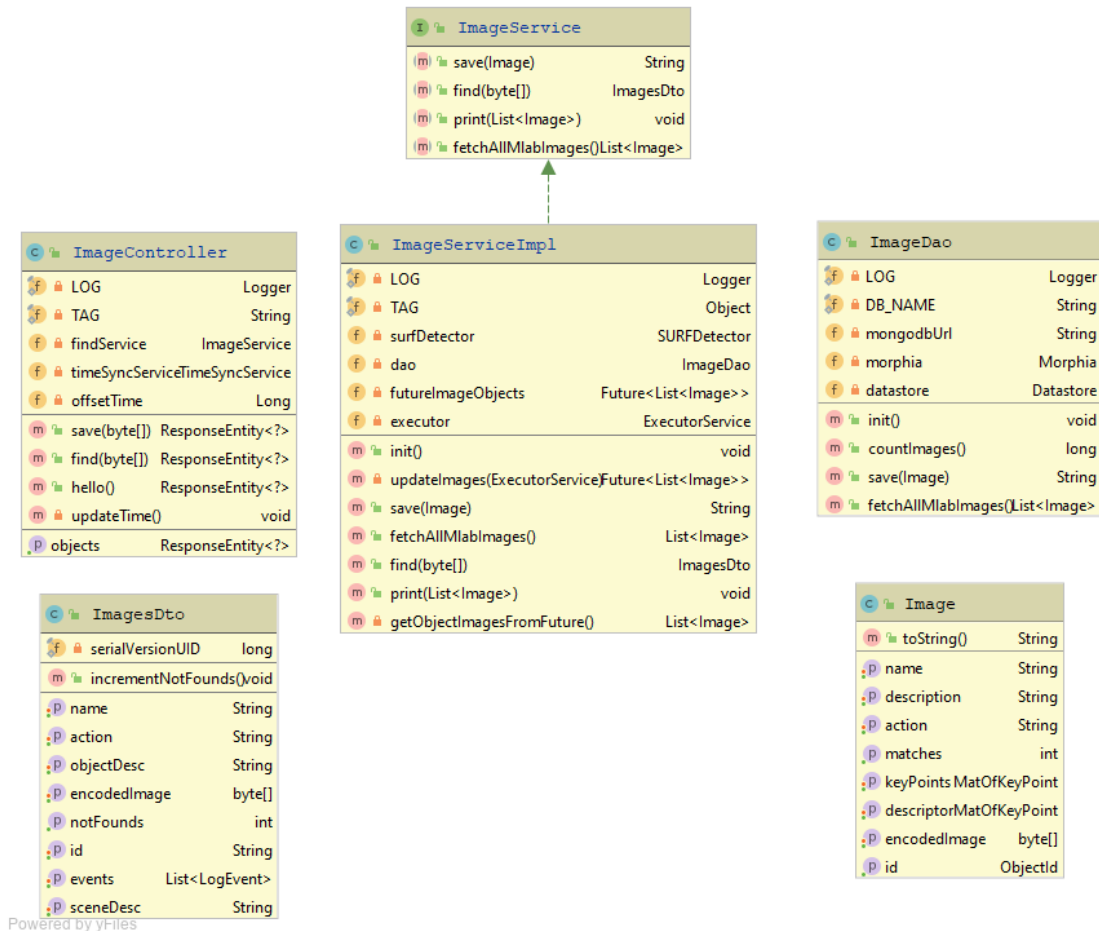 I ImageService
m save(Image) String
m find(byte[]) ImagesDto
m print(List<Image>) void
m fetchAllMlabImages()List<Image>
C ImageController
f LOG Logger
f TAG String
f findService ImageService
f timeSyncServiceTimeSyncService
f offsetTime Long
m save(byte[]) ResponseEntity<?>
m find(byte[]) ResponseEntity<?>
m hello() ResponseEntity<?>
m updateTime() void
p objects ResponseEntity<?>
C ImageServiceImpl
f LOG Logger
f TAG Object
f surfDetector SURFDetector
f dao ImageDao
f futureImageObjects Future<List<Image>>
f executor ExecutorService
m init() void
m updateImages(ExecutorService)Future<List<Image>>
m save(Image) String
m fetchAllMlabImages() List<Image>
m find(byte[]) ImagesDto
m print(List<Image>) void
m getObjectImagesFromFuture() List<Image>
C ImageDao
f LOG Logger
f DB_NAME String
f mongodbUrl String
f morphia Morphia
f datastore Datastore
m init() void
m countImages() long
m save(Image) String
m fetchAllMlabImages()List<Image>
C ImagesDto
f serialVersionUID long
m incrementNotFounds()void
p name String
p action String
p objectDesc String
p encodedImage byte[]
p notFounds int
p id String
p events List<LogEvent>
p sceneDesc String
C Image
m toString() String
p name String
p description String
p action String
p matches int
p keyPoints MatOfKeyPoint
p descriptorMatOfKeyPoint
p encodedImage byte[]
p id ObjectId
Powered by yFiles